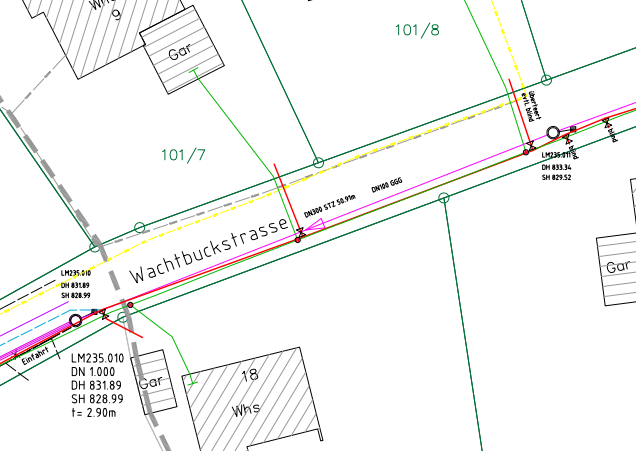 Whs
9
Gar
101/8
101/7
überteert
evtl. blind
blind
blind
LM235.011
DH 833.34
SH 829.52
DN100 GGG
DN300 STZ 50.91m
Wachtbuckstrasse
LM235.010
DH 831.89
SH 828.99
Einfahrt
LM235.010
DN 1.000
DH 831.89
SH 828.99
t= 2.90m
Gar
18
Whs
Gar